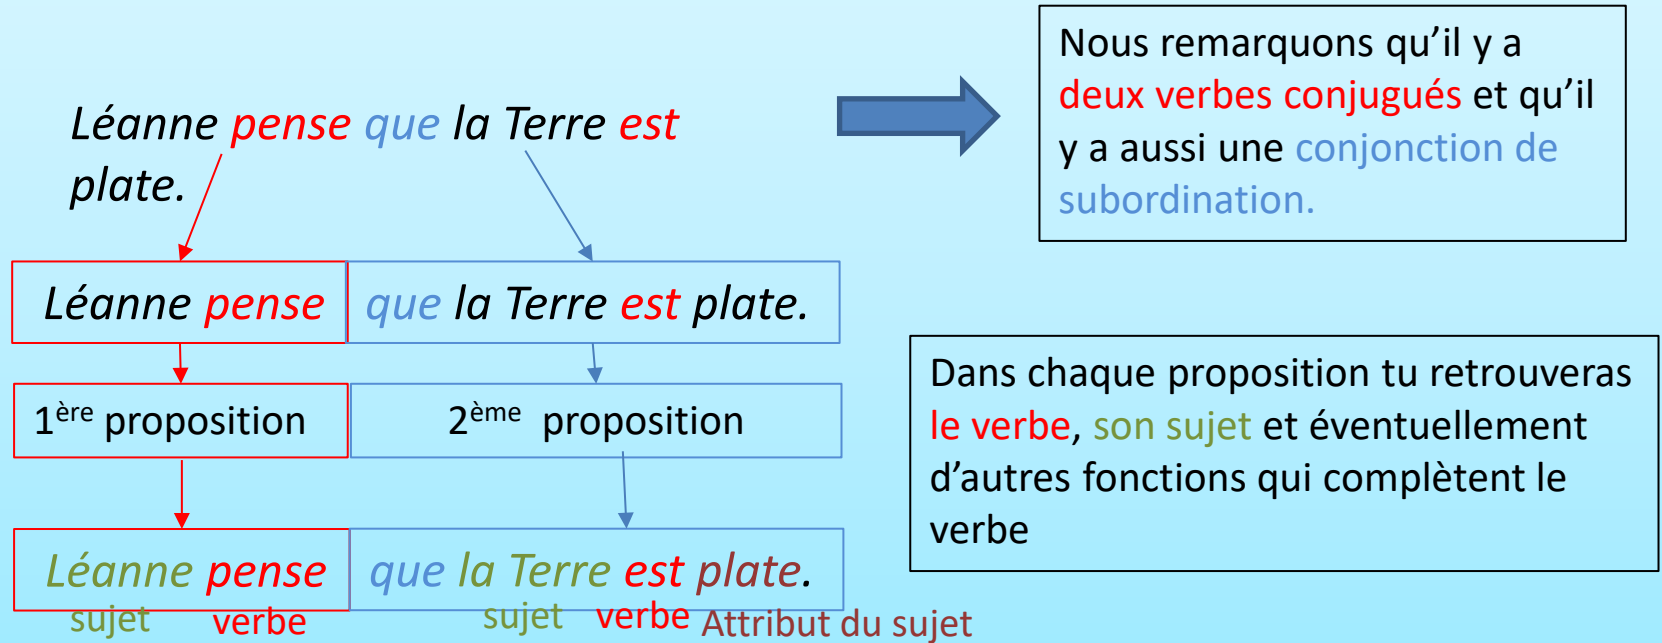 Léanne pense que la Terre est
plate.
Nous remarquons qu’il y a
deux verbes conjugués et qu’il
y a aussi une conjonction de
subordination.
Léanne pense que la Terre est plate.
1ère proposition 2ème proposition
Dans chaque proposition tu retrouveras
le verbe, son sujet et éventuellement
d’autres fonctions qui complètent le
verbe
Léanne pense que la Terre est plate.
sujet verbe sujet verbe Attribut du sujet